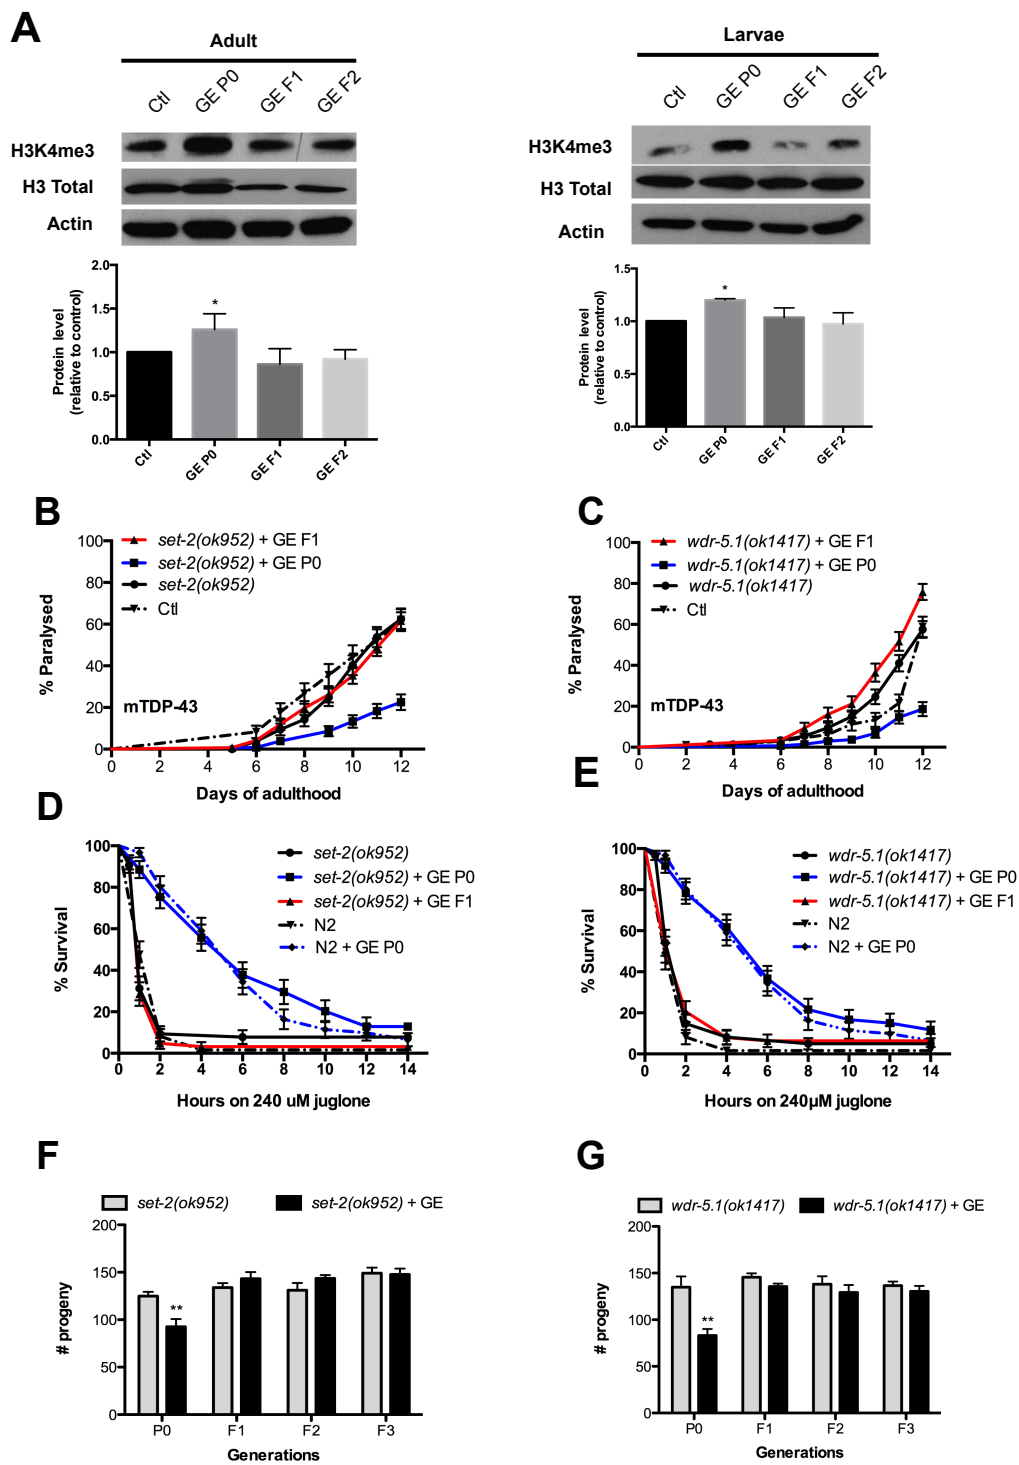 A
Adult
Ctl
GE P0
GE F1
GE F2
H3K4me3
H3 Total
Actin
2.0
1.5
1.0
0.5
0.0
Protein level
(relative to control)
*
Ctl
GE P0
GE F1
GE F2
Larvae
Ctl
GE P0
GE F1
GE F2
H3K4me3
H3 Total
Actin
1.5
1.0
0.5
0.0
Protein level
(relative to control)
*
Ctl
GE P0
GE F1
GE F2
B
set-2(ok952) + GE F1
set-2(ok952) + GE P0
set-2(ok952)
Ctl
100
80
60
40
20
0
% Paralysed
mTDP-43
0 2 4 6 8 10 12
Days of adulthood
C
wdr-5.1(ok1417) + GE F1
wdr-5.1(ok1417) + GE P0
wdr-5.1(ok1417)
Ctl
100
80
60
40
20
0
% Paralysed
mTDP-43
0 2 4 6 8 10 12
Days of adulthood
D
set-2(ok952)
set-2(ok952) + GE P0
set-2(ok952) + GE F1
N2
N2 + GE P0
100
80
60
40
20
0
% Survival
0 2 4 6 8 10 12 14
Hours on 240 uM juglone
E
wdr-5.1(ok1417)
wdr-5.1(ok1417) + GE P0
wdr-5.1(ok1417) + GE F1
N2
N2 + GE P0
100
80
60
40
20
0
% Survival
0 2 4 6 8 10 12 14
Hours on 240µM juglone
F
set-2(ok952)
set-2(ok952) + GE
200
150
100
50
0
# progeny
**
P0 F1 F2 F3
Generations
G
wdr-5.1(ok1417)
wdr-5.1(ok1417) + GE
200
150
100
50
0
# progeny
**
P0 F1 F2 F3
Generations